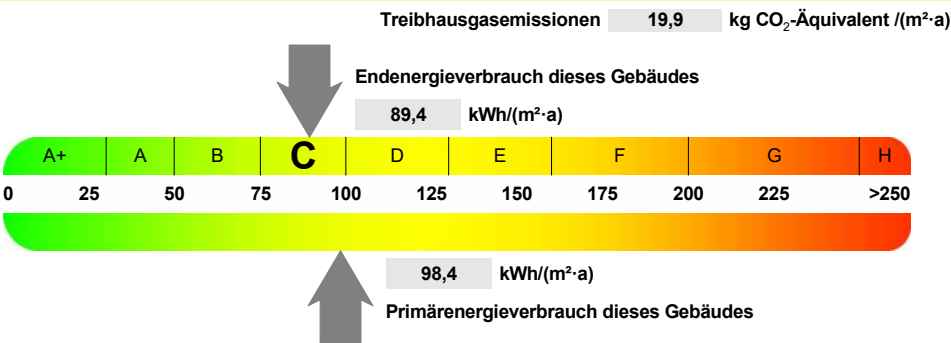 Treibhausgasemissionen 19,9 kg CO₂-Äquivalent /(m²·a)
Endenergieverbrauch dieses Gebäudes
89,4 kWh/(m²·a)
A+ A B C D E F G H
0 25 50 75 100 125 150 175 200 225 >250
98,4 kWh/(m²·a)
Primärenergieverbrauch dieses Gebäudes